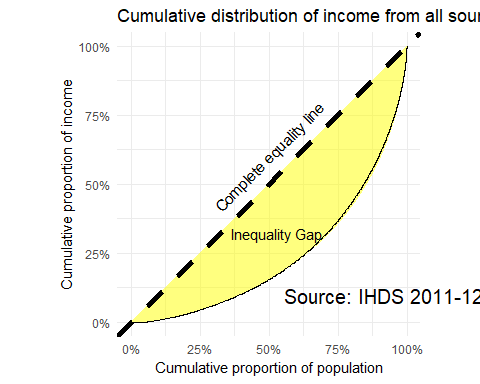 Cumulative distribution of income from all sour
100%
75%
50%
25%
0%
Cumulative proportion of income
Complete equality line
Inequality Gap
Source: IHDS 2011-12
0%
25%
50%
75%
100%
Cumulative proportion of population